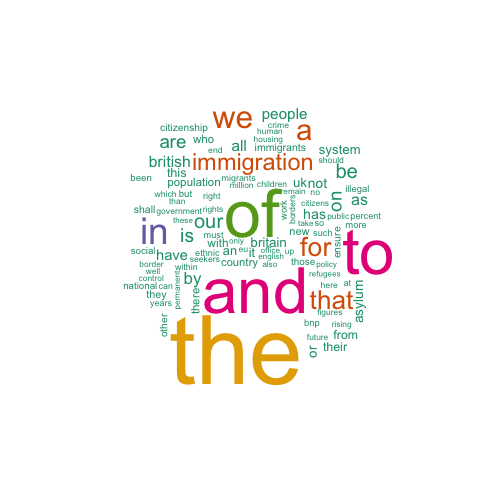 we people
crime
citizenship human a
are who all housing immigrants system
end should
british immigration be
been this migrants
population million children uk not illegal
which but right remain no on as
than citizens
shall government rights of work borders has public percent
these our take so more
in is with only new such ensure
social have ethnic an eu it britain for to
border seekers office up those
well within country english also policy
control refugees
national can by and here at asylum
they permanent there that
years figures
other the bnp rising
future from
or their